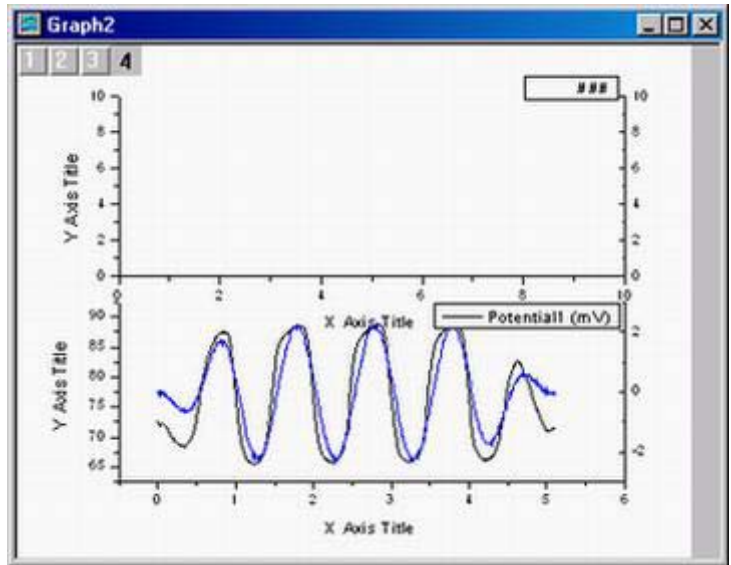 Graph2
1 2 3 4
###
10 10
8 8
6 6
4 4
2 2
0 0
0 2 4 6 8 10
X Axis Title
Y Axis Title
Potential1 (mV)
90
85
80
75
70
65
2
0
-2
0 1 2 3 4 5 6
Y Axis Title
X Axis Title